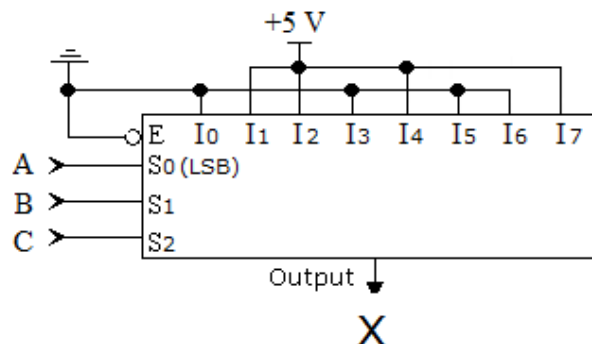 +5 V
E I0 I1 I2 I3 I4 I5 I6 I7
A S0 (LSB)
B S1
C S2
Output
X